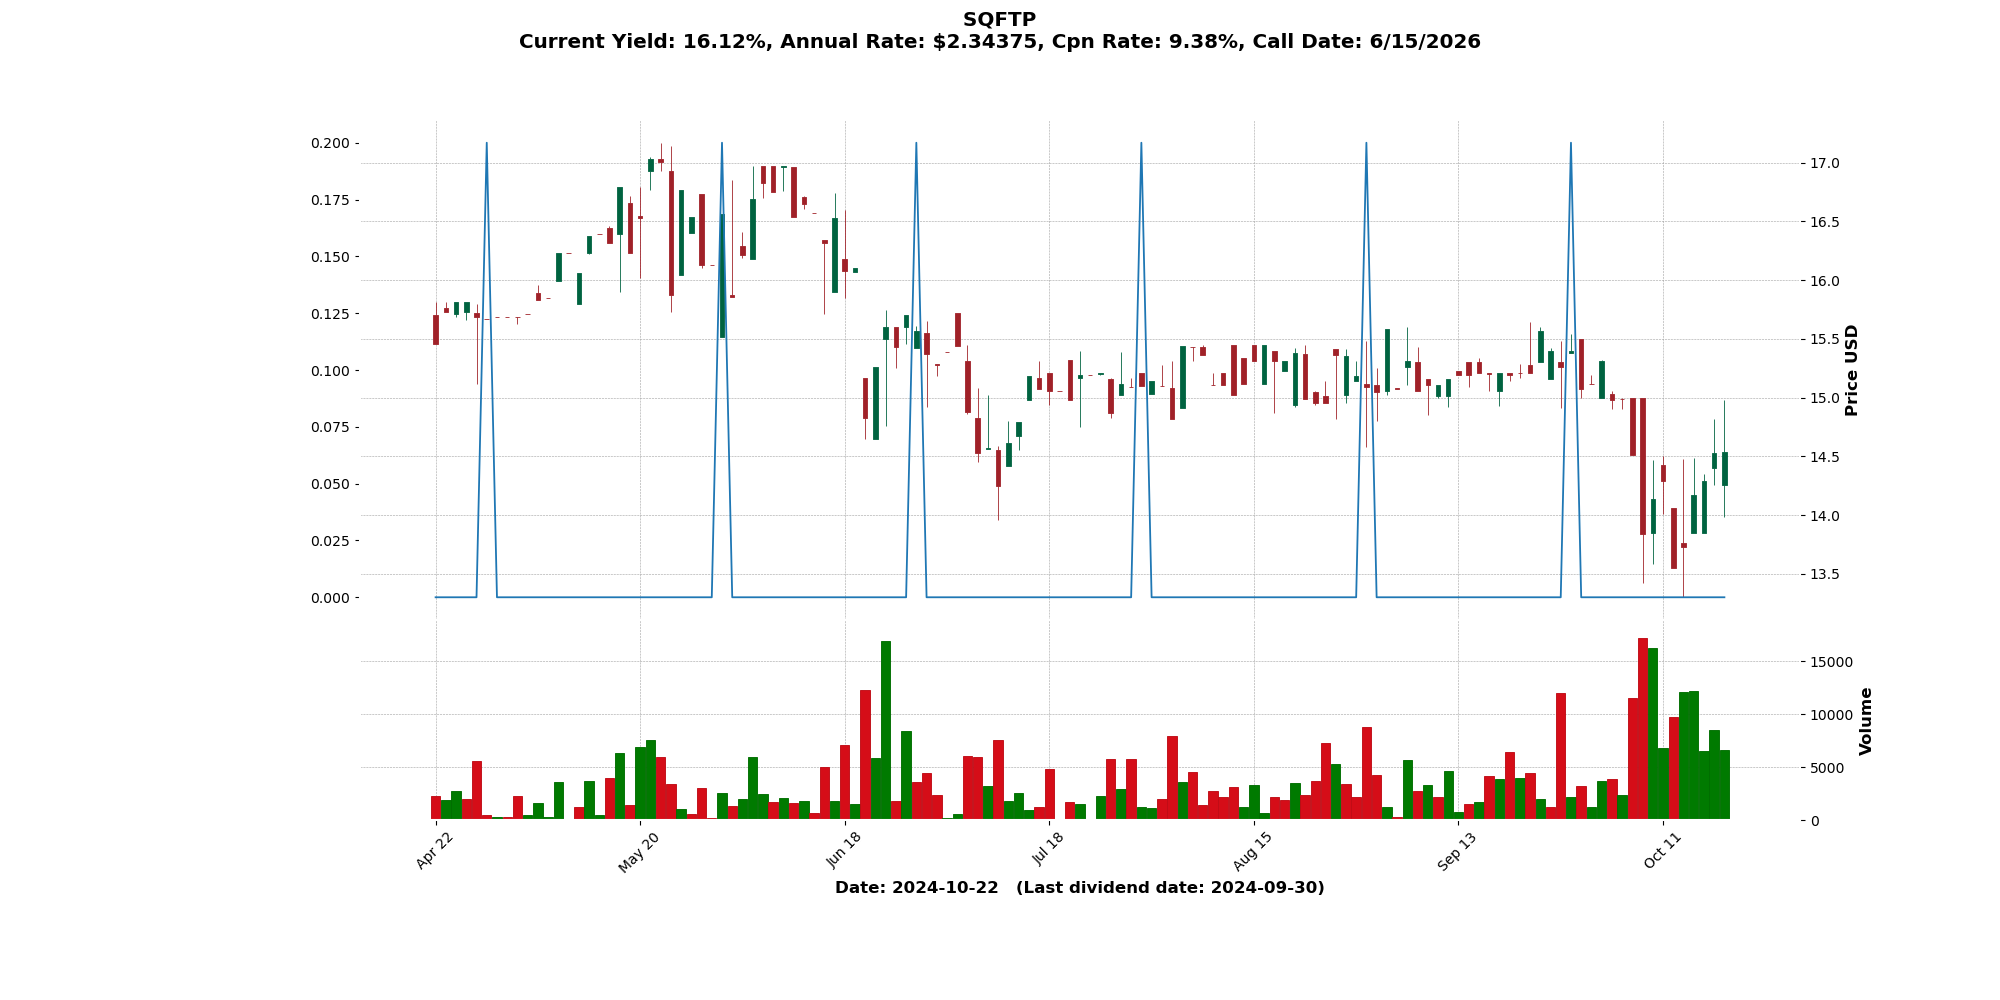 SQFTP
Current Yield: 16.12%, Annual Rate: $2.34375, Cpn Rate: 9.38%, Call Date: 6/15/2026
0.200
0.175
0.150
0.125
0.100
0.075
0.050
0.025
0.000
17.0
16.5
16.0
15.5
15.0
14.5
14.0
13.5
Price USD
15000
10000
5000
0
Volume
Apr 22
May 20
Jun 18
Jul 18
Aug 15
Sep 13
Oct 11
Date: 2024-10-22 (Last dividend date: 2024-09-30)